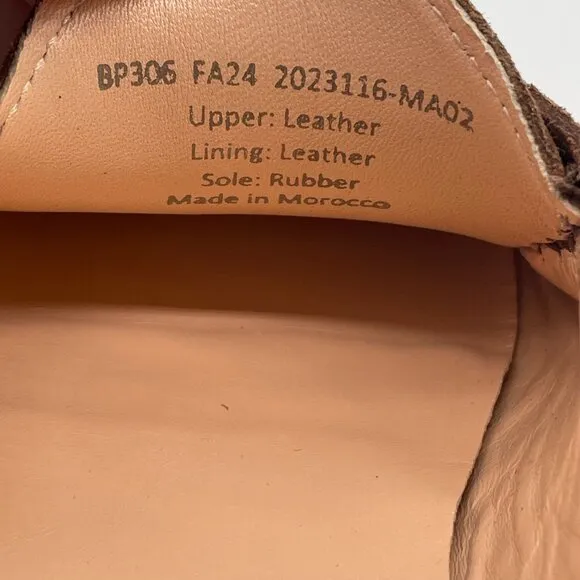 BP306 FA24 2023116-MA02
Upper: Leather
Lining: Leather
Sole: Rubber
Made in Morocco